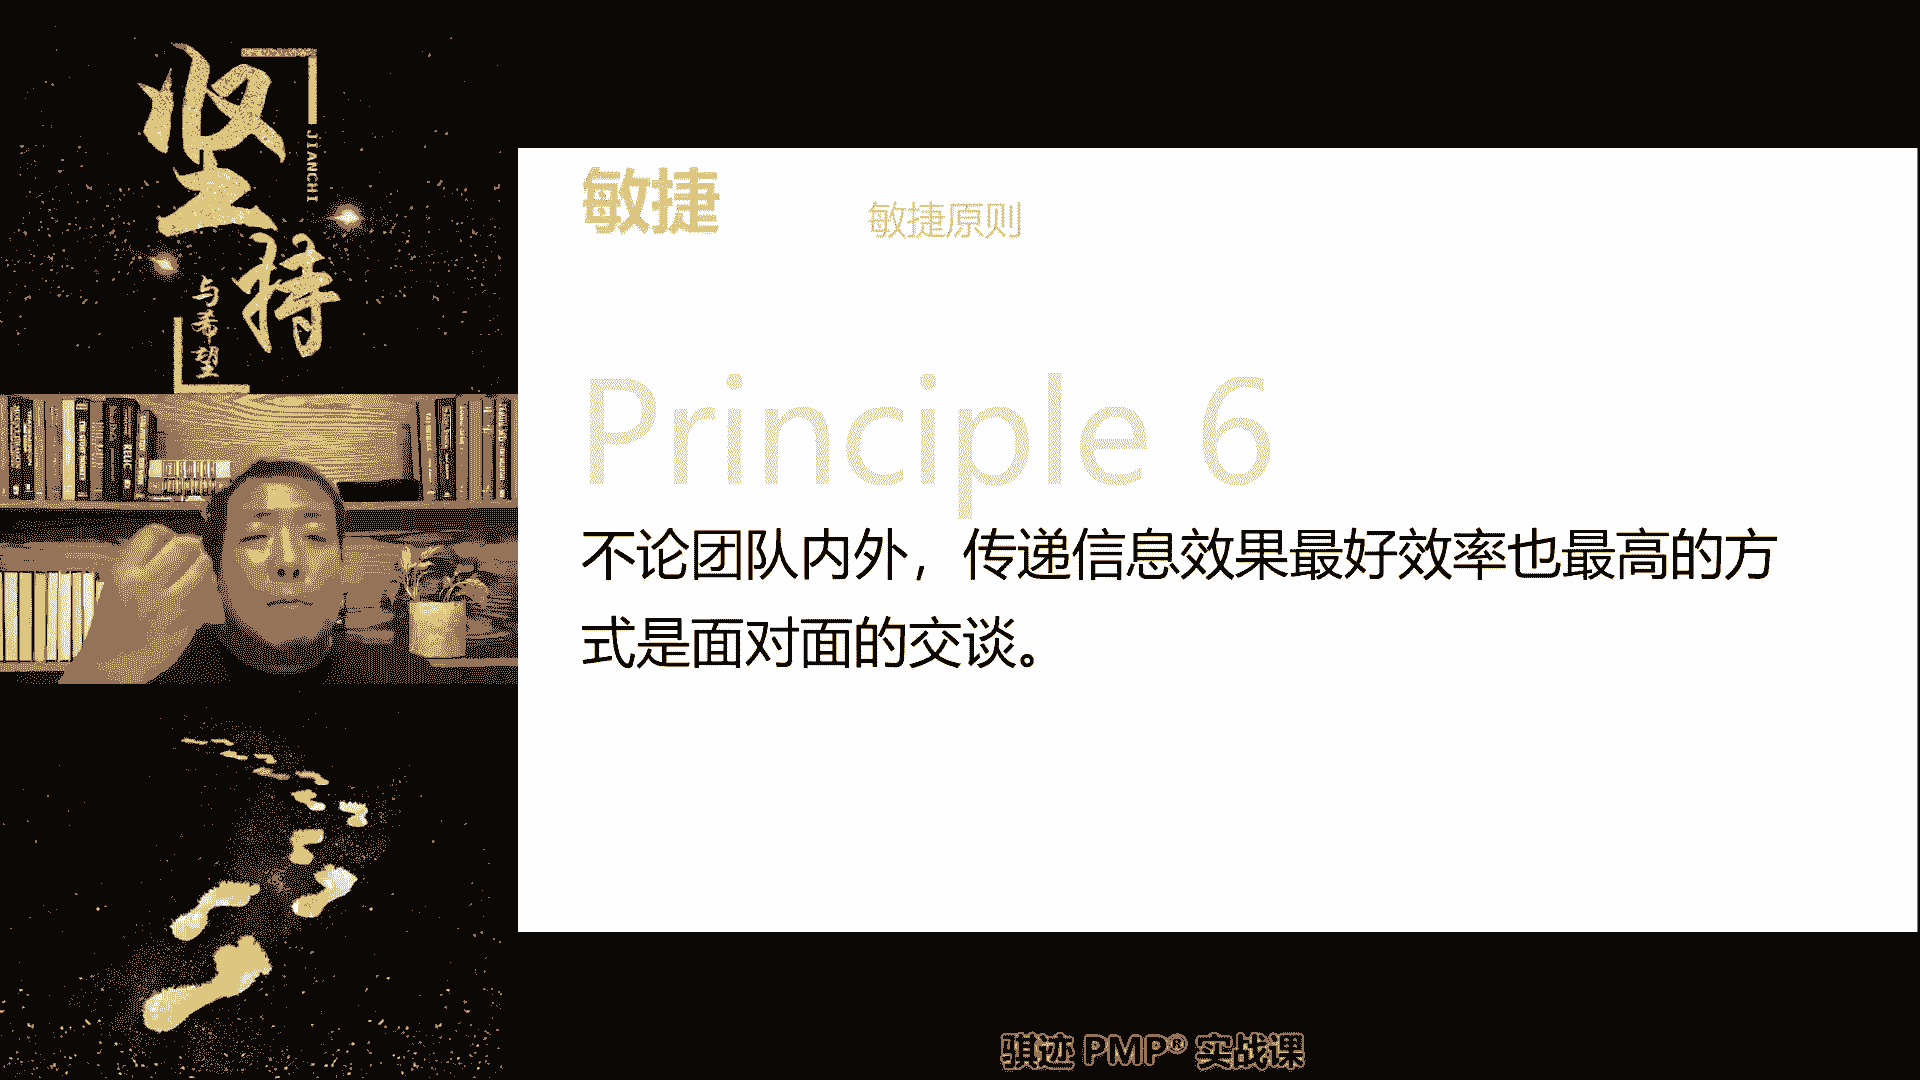 坚持
JIANCHI
与希望
敏捷
敏捷原则
Principle 6
不论团队内外，传递信息效果最好效率也最高的方
式是面对面的交谈。
骐迹 PMP® 实战课